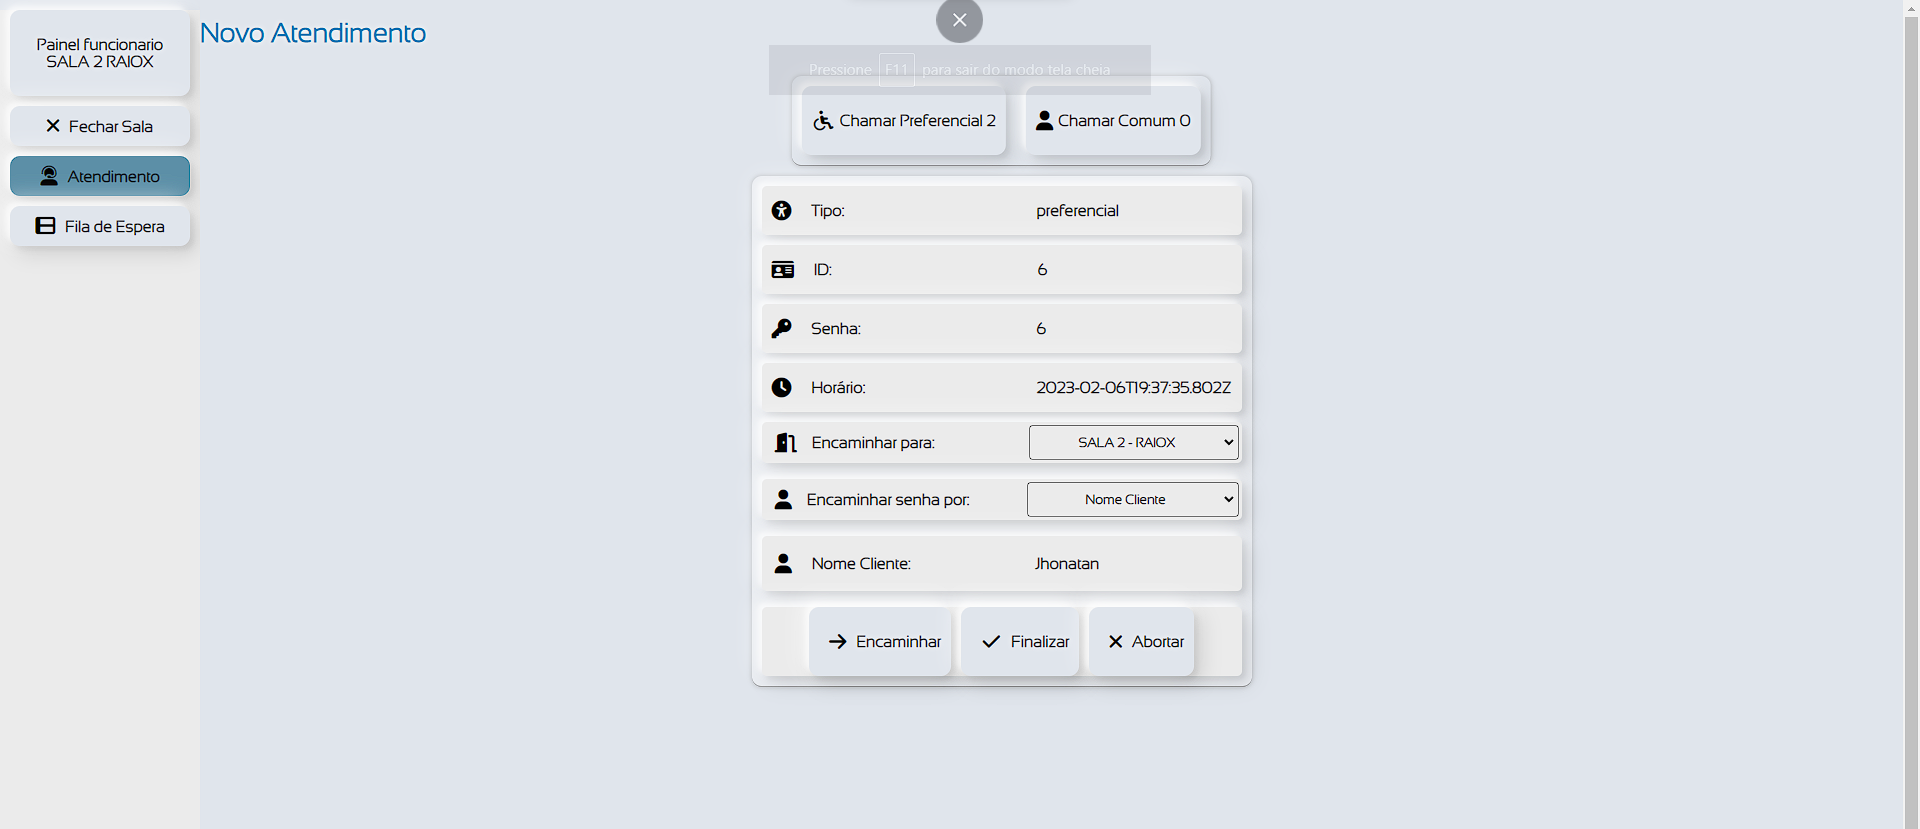 Painel funcionario
SALA 2 RAIOX
Fechar Sala
Atendimento
Fila de Espera
Novo Atendimento
Pressione F11 para sair do modo tela cheia
Chamar Preferencial 2
Chamar Comum 0
Tipo: preferencial
ID: 6
Senha: 6
Horário: 2023-02-06T19:37:35.802Z
Encaminhar para: SALA 2 - RAIOX
Encaminhar senha por: Nome Cliente
Nome Cliente: Jhonatan
Encaminhar
Finalizar
Abortar